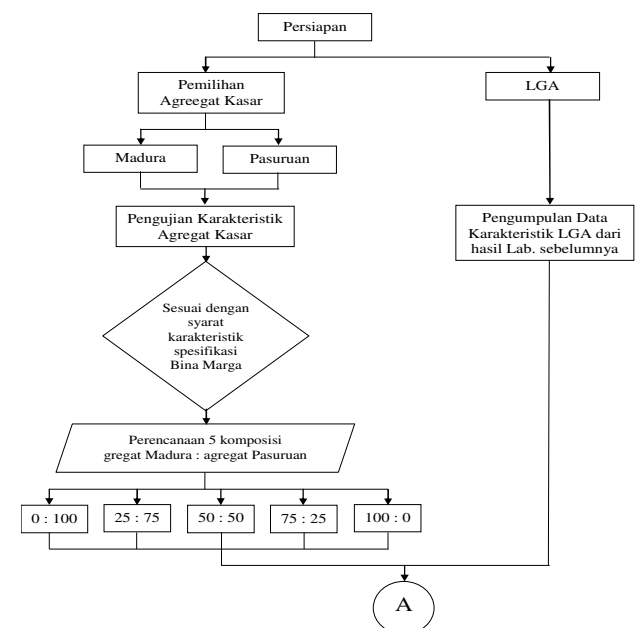 Persiapan
Pemilihan
Agreegat Kasar
LGA
Madura
Pasuruan
Pengujian Karakteristik
Agregat Kasar
Pengumpulan Data
Karakteristik LGA dari
hasil Lab. sebelumnya
Sesuai dengan
syarat
karakteristik
spesifikasi
Bina Marga
Perencanaan 5 komposisi
gregat Madura : agregat Pasuruan
0 : 100
25 : 75
50 : 50
75 : 25
100 : 0
A